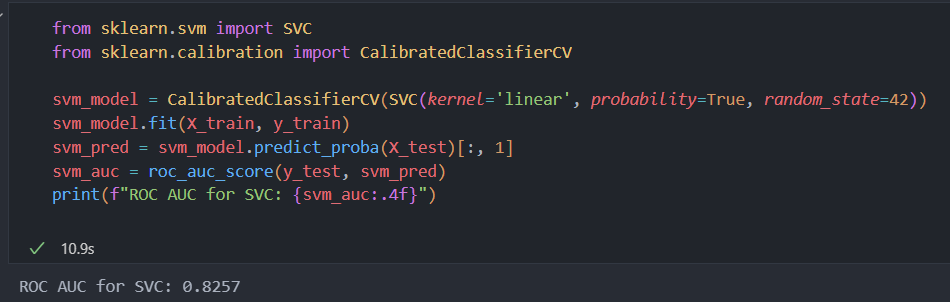 from sklearn.svm import SVC
from sklearn.calibration import CalibratedClassifierCV
svm_model = CalibratedClassifierCV(SVC(kernel='linear', probability=True, random_state=42))
svm_model.fit(X_train, y_train)
svm_pred = svm_model.predict_proba(X_test)[:, 1]
svm_auc = roc_auc_score(y_test, svm_pred)
print(f"ROC AUC for SVC: {svm_auc:.4f}")
10.9s
ROC AUC for SVC: 0.8257